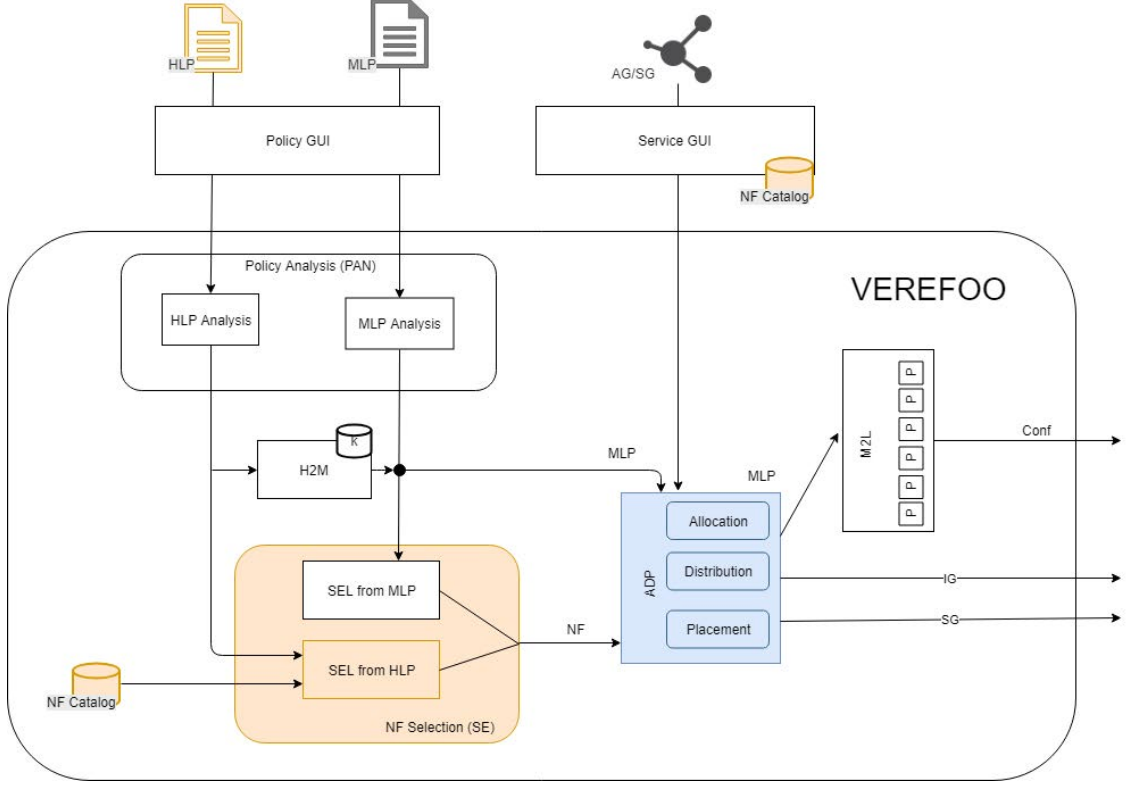 HLP
MLP
AG/SG
Policy GUI
Service GUI
NF Catalog
Policy Analysis (PAN)
VEREFOO
HLP Analysis
MLP Analysis
K
H2M
MLP
MLP
M2L
P
P
P
P
P
P
Conf
ADP
Allocation
Distribution
Placement
IG
SG
SEL from MLP
SEL from HLP
NF
NF Catalog
NF Selection (SE)